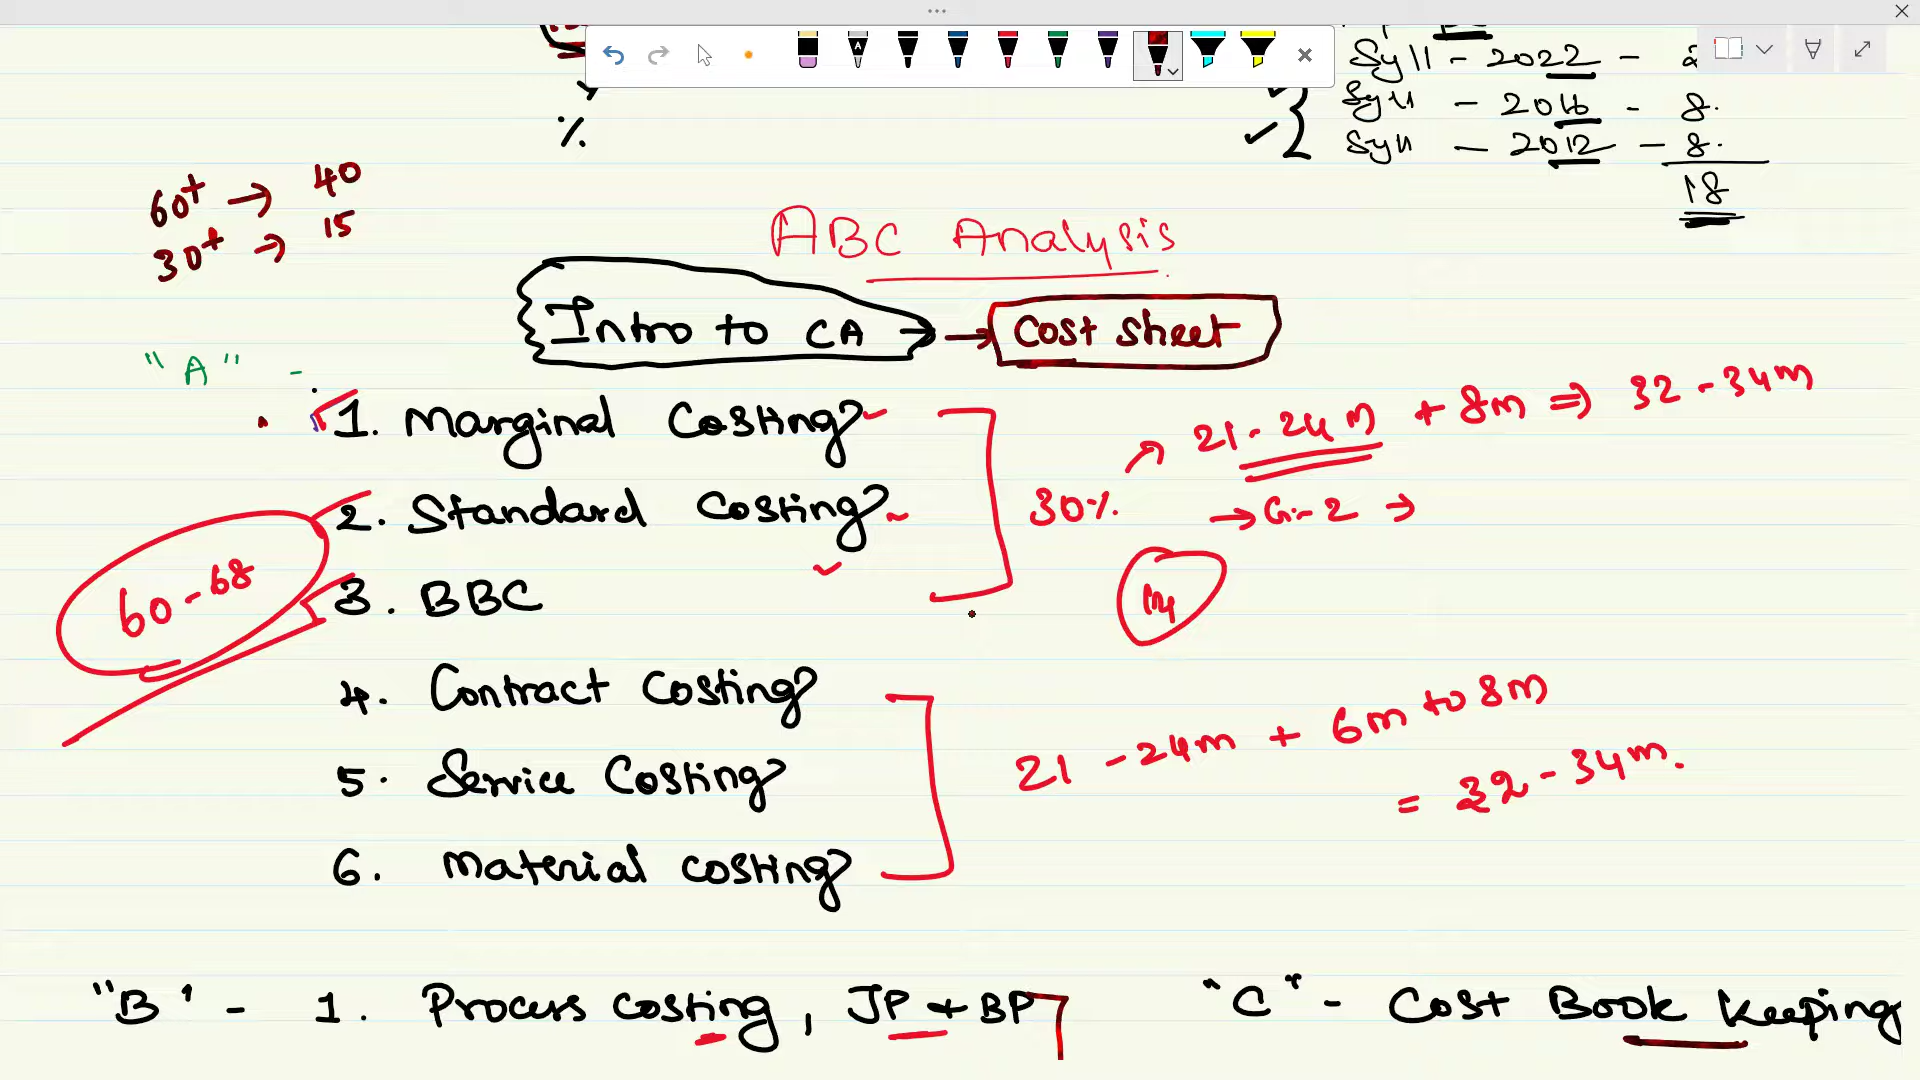 Syll - 2022 -
Syll - 2016 - 8.
Syll - 2012 - 8.
18
%
60+ → 40
30+ → 15
ABC Analysis
Intro to CA → Cost Sheet
"A" -
1. Marginal Costing
2. Standard Costing
3. BBC
30%
21 - 24 m + 8m ⇒ 32 - 34m
→ Gr-2 →
60 - 68
4. Contract Costing
5. Service Costing
6. Material costing
21 - 24m + 6m to 8m
= 32 - 34m.
"B" - 1. Process costing, JP & BP
"C" - Cost Book Keeping